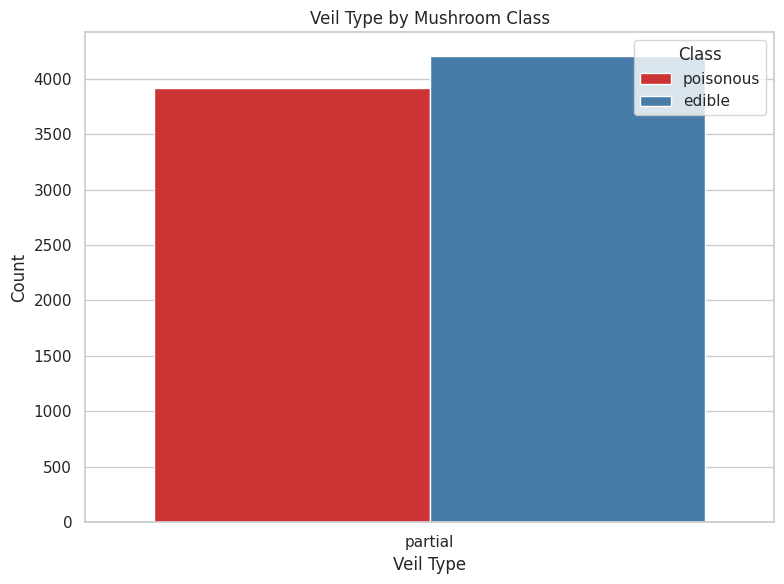 Veil Type by Mushroom Class
Class
poisonous
edible
4000
3500
3000
2500
2000
1500
1000
500
0
Count
partial
Veil Type